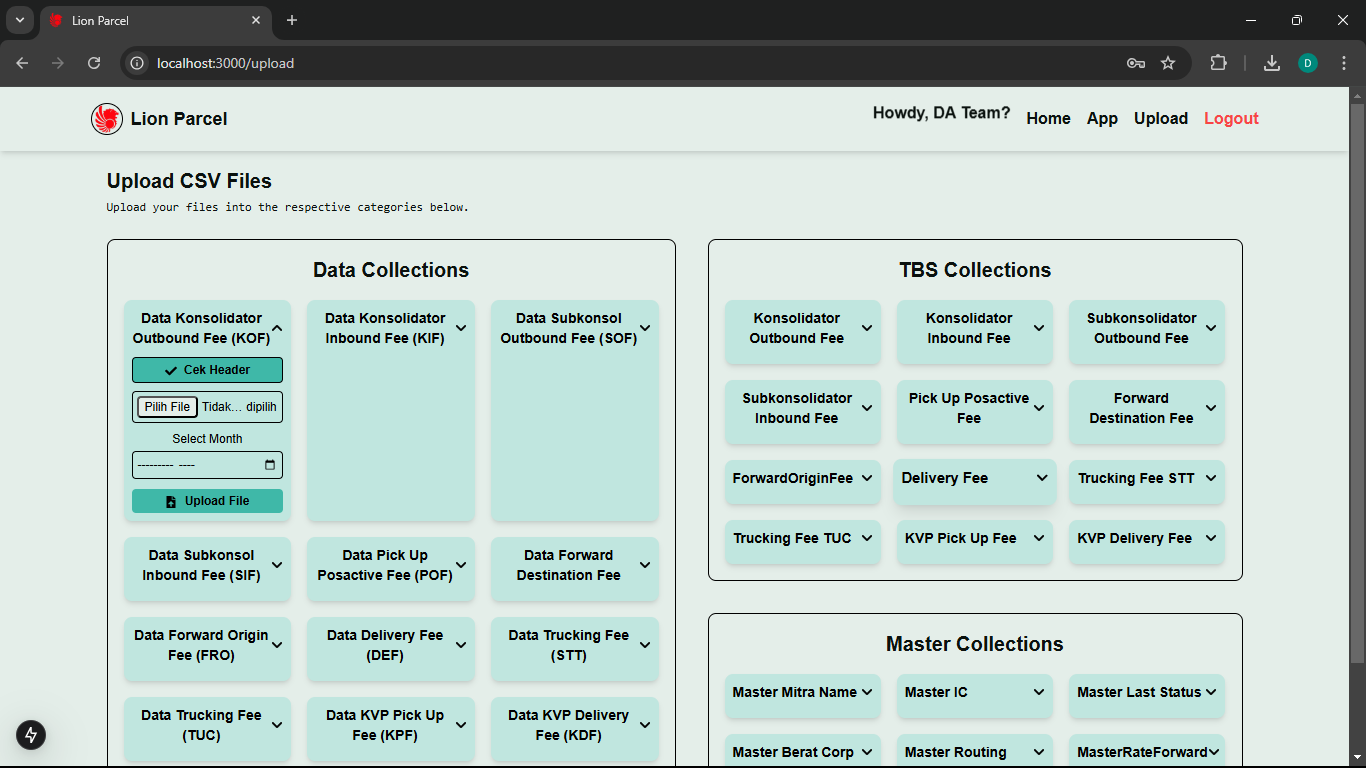 Lion Parcel
localhost:3000/upload
D
Lion Parcel
Howdy, DA Team?
Home
App
Upload
Logout
Upload CSV Files
Upload your files into the respective categories below.
Data Collections
Data Konsolidator
Outbound Fee (KOF)
Cek Header
Pilih File
Tidak... dipilih
Select Month
--------- ----
Upload File
Data Konsolidator
Inbound Fee (KIF)
Data Subkonsol
Outbound Fee (SOF)
Data Subkonsol
Inbound Fee (SIF)
Data Pick Up
Posactive Fee (POF)
Data Forward
Destination Fee
Data Forward Origin
Fee (FRO)
Data Delivery Fee
(DEF)
Data Trucking Fee
(STT)
Data Trucking Fee
(TUC)
Data KVP Pick Up
Fee (KPF)
Data KVP Delivery
Fee (KDF)
TBS Collections
Konsolidator
Outbound Fee
Konsolidator
Inbound Fee
Subkonsolidator
Outbound Fee
Subkonsolidator
Inbound Fee
Pick Up Posactive
Fee
Forward
Destination Fee
ForwardOriginFee
Delivery Fee
Trucking Fee STT
Trucking Fee TUC
KVP Pick Up Fee
KVP Delivery Fee
Master Collections
Master Mitra Name
Master IC
Master Last Status
Master Berat Corp
Master Routing
MasterRateForward